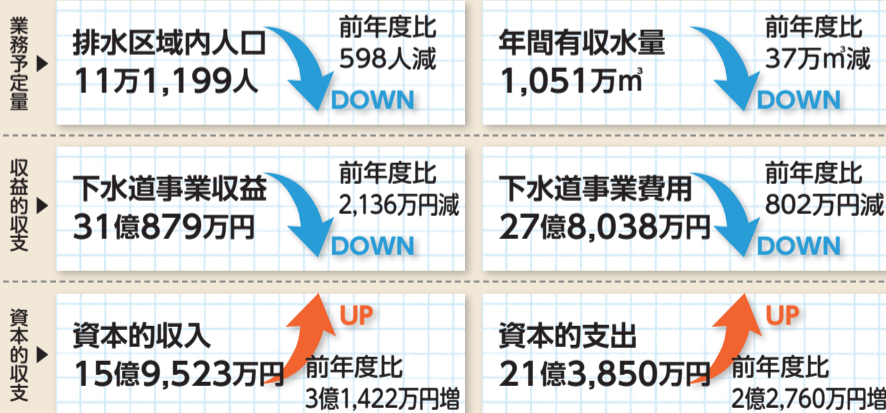 業務予定量
排水区域内人口
11万1,199人
前年度比
598人減
DOWN
年間有収水量
1,051万㎥
前年度比
37万㎥減
DOWN
収益的収支
下水道事業収益
31億879万円
前年度比
2,136万円減
DOWN
下水道事業費用
27億8,038万円
前年度比
802万円減
DOWN
資本的収支
資本的収入
15億9,523万円
UP
前年度比
3億1,422万円増
資本的支出
21億3,850万円
UP
前年度比
2億2,760万円増